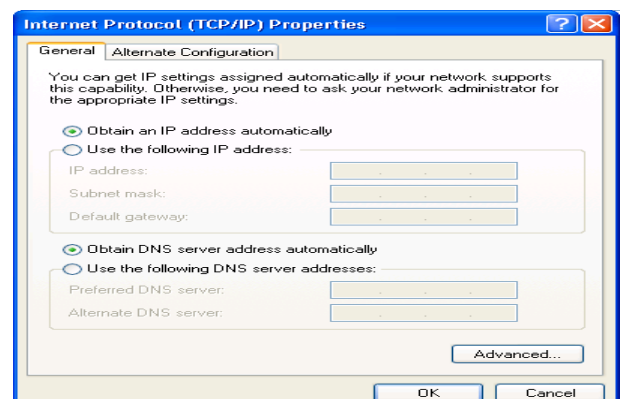 Internet Protocol (TCP/IP) Properties
General
Alternate Configuration
You can get IP settings assigned automatically if your network supports
this capability. Otherwise, you need to ask your network administrator for
the appropriate IP settings.
Obtain an IP address automatically
Use the following IP address:
IP address:
Subnet mask:
Default gateway:
Obtain DNS server address automatically
Use the following DNS server addresses:
Preferred DNS server:
Alternate DNS server:
Advanced...
OK
Cancel